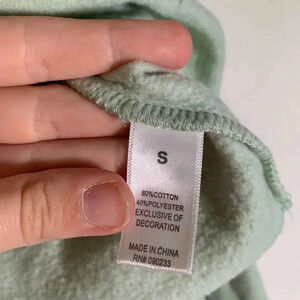 S
60%COTTON
40%POLYESTER
EXCLUSIVE OF
DECORATION
MADE IN CHINA
RN# 090233